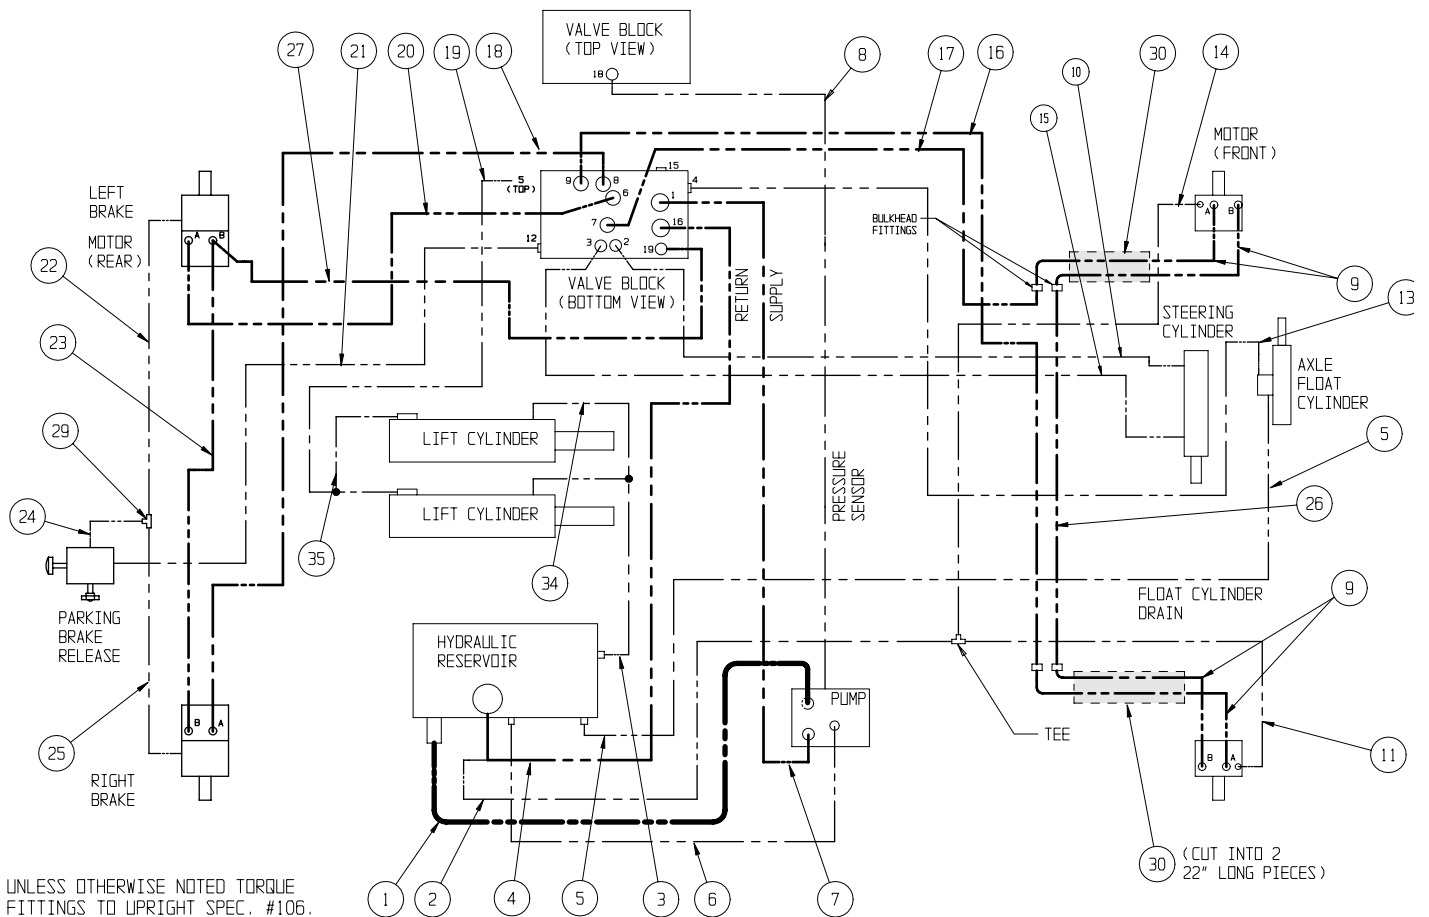 27
21
20
19
18
VALVE BLOCK
(TOP VIEW)
18
8
17
16
10
30
14
15
MOTOR
(FRONT)
A
B
5
(TOP)
9
8
15
4
6
1
7
16
3
2
19
12
VALVE BLOCK
(BOTTOM VIEW)
RETURN
SUPPLY
BULKHEAD
FITTINGS
9
13
LEFT
BRAKE
MOTOR
(REAR)
A
B
22
23
29
24
PARKING
BRAKE
RELEASE
25
B
A
RIGHT
BRAKE
LIFT CYLINDER
LIFT CYLINDER
35
34
PRESSURE
SENSOR
STEERING
CYLINDER
AXLE
FLOAT
CYLINDER
5
26
FLOAT CYLINDER
DRAIN
9
HYDRAULIC
RESERVOIR
PUMP
TEE
B
A
11
30
(CUT INTO 2
22" LONG PIECES)
1
2
4
5
3
6
7
UNLESS OTHERWISE NOTED TORQUE
FITTINGS TO UPRIGHT SPEC. #106.